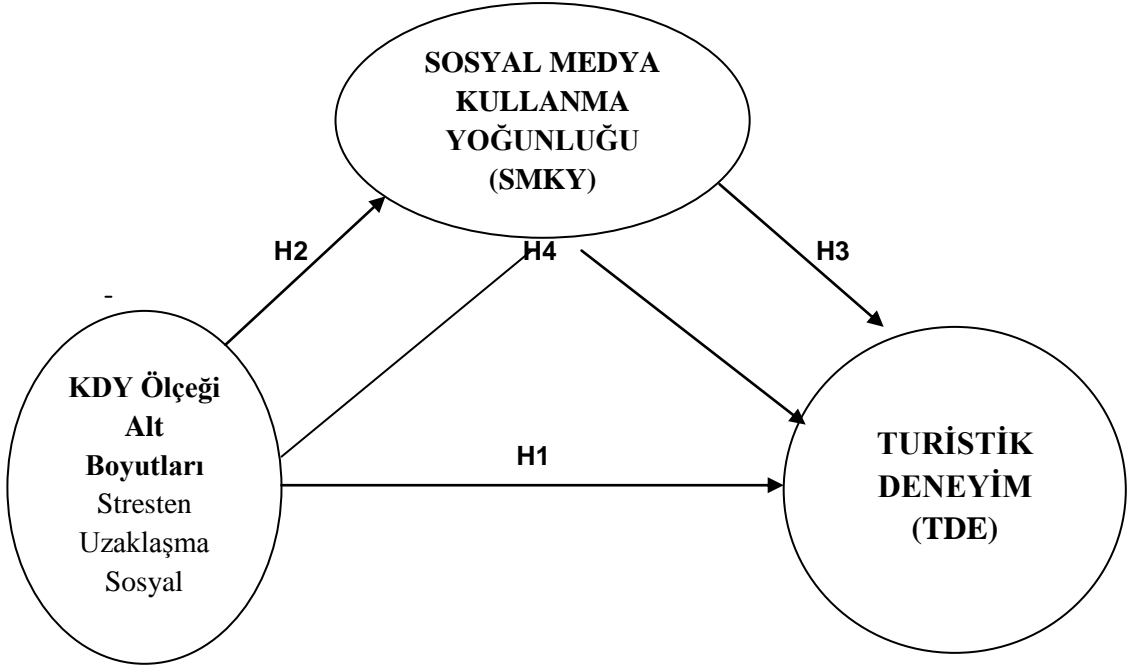 SOSYAL MEDYA
KULLANMA
YOĞUNLUĞU
(SMKY)
H2
H4
H3
-
KDY Ölçeği
Alt
Boyutları
Stresten
Uzaklaşma
Sosyal
H1
TURİSTİK
DENEYİM
(TDE)